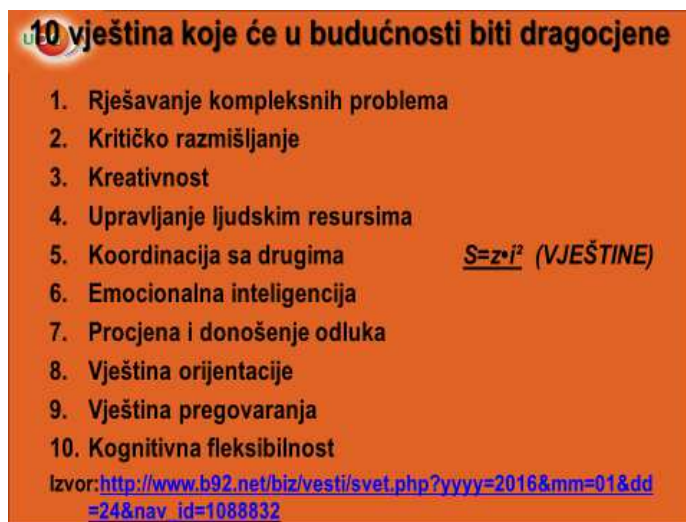 10 vještina koje će u budućnosti biti dragocjene
1. Rješavanje kompleksnih problema
2. Kritičko razmišljanje
3. Kreativnost
4. Upravljanje ljudskim resursima
5. Koordinacija sa drugima S=z•i² (VJEŠTINE)
6. Emocionalna inteligencija
7. Procjena i donošenje odluka
8. Vještina orijentacije
9. Vještina pregovaranja
10. Kognitivna fleksibilnost
Izvor:http://www.b92.net/biz/vesti/svet.php?yyyy=2016&mm=01&dd
=24&nav_id=1088832